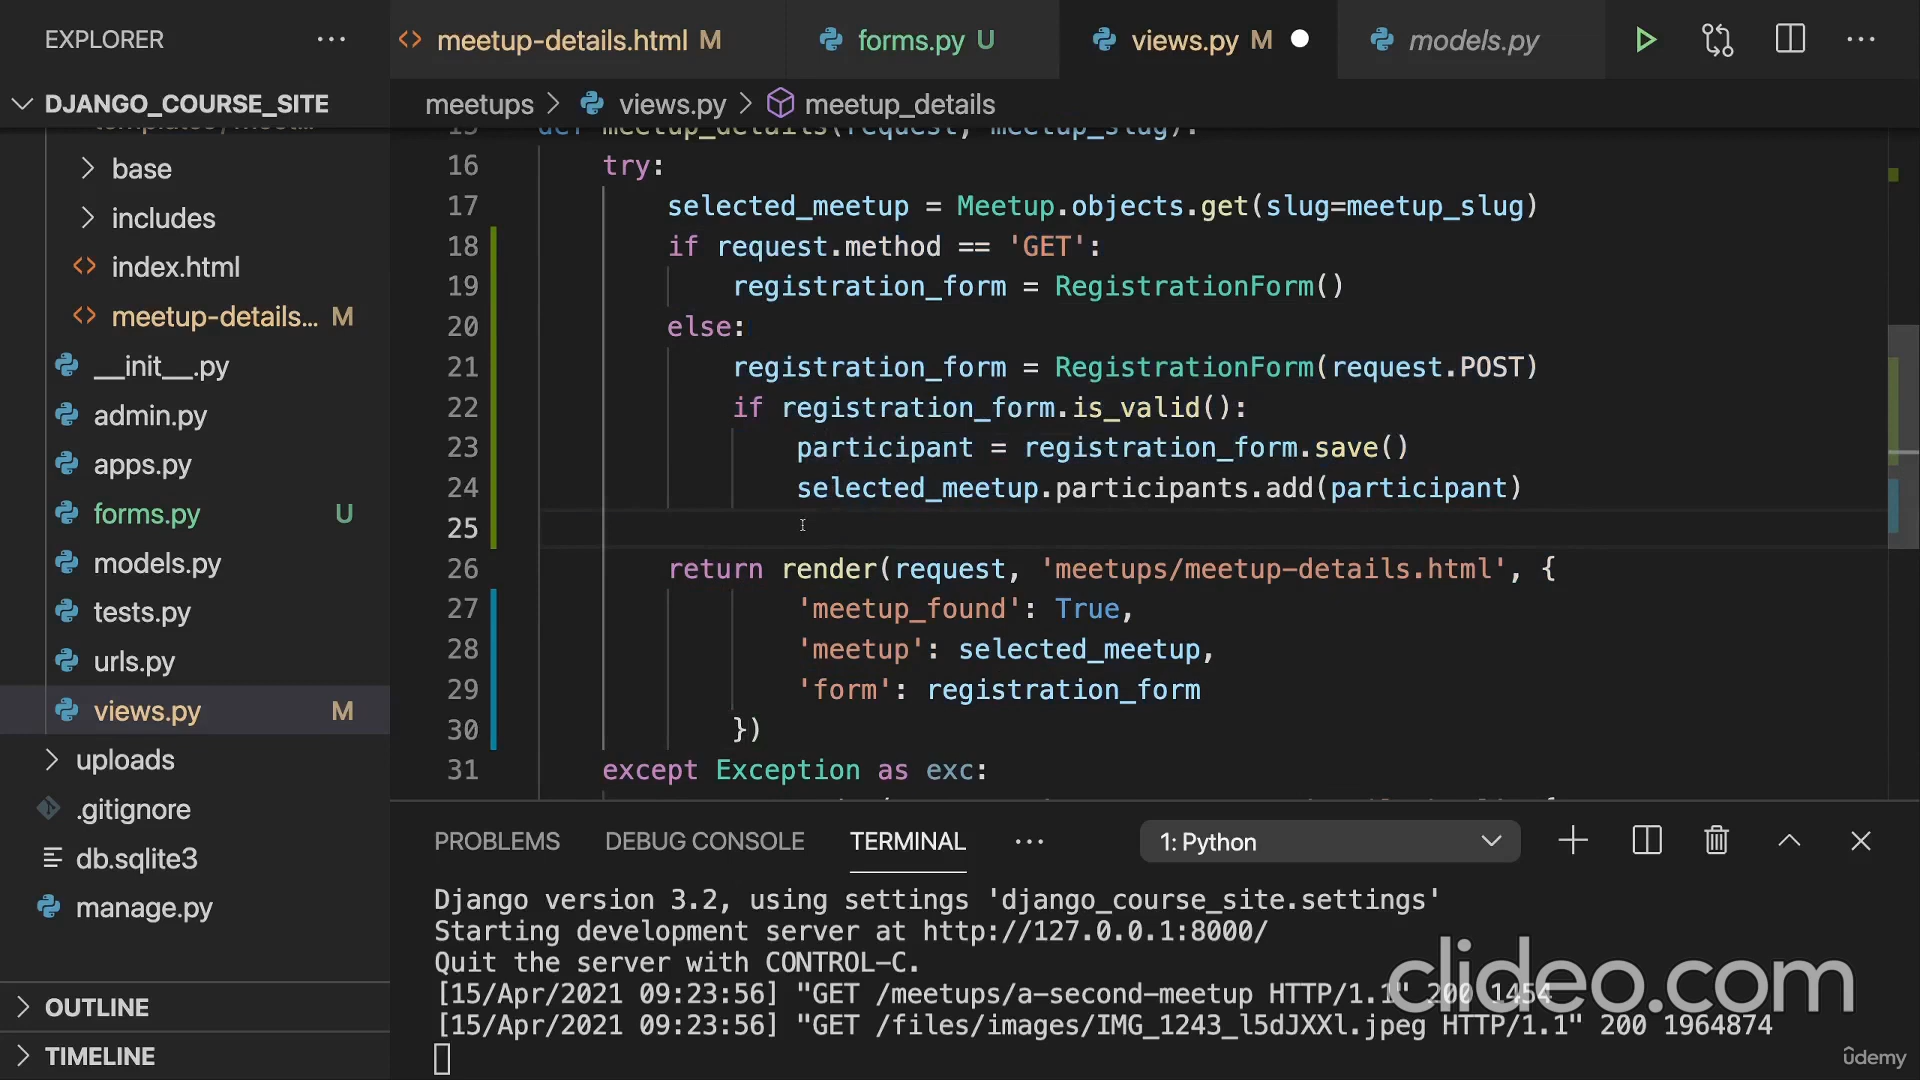 EXPLORER ...
meetup-details.html M
forms.py U
views.py M
models.py
...
DJANGO_COURSE_SITE
meetups > views.py > meetup_details
base
includes
index.html
meetup-details... M
__init__.py
admin.py
apps.py
forms.py U
models.py
tests.py
urls.py
views.py M
uploads
.gitignore
db.sqlite3
manage.py
OUTLINE
TIMELINE
15 def meetup_details(request, meetup_slug):
16 try:
17 selected_meetup = Meetup.objects.get(slug=meetup_slug)
18 if request.method == 'GET':
19 registration_form = RegistrationForm()
20 else:
21 registration_form = RegistrationForm(request.POST)
22 if registration_form.is_valid():
23 participant = registration_form.save()
24 selected_meetup.participants.add(participant)
25
26 return render(request, 'meetups/meetup-details.html', {
27 'meetup_found': True,
28 'meetup': selected_meetup,
29 'form': registration_form
30 })
31 except Exception as exc:
PROBLEMS DEBUG CONSOLE TERMINAL ... 1: Python
Django version 3.2, using settings 'django_course_site.settings'
Starting development server at http://127.0.0.1:8000/
Quit the server with CONTROL-C.
[15/Apr/2021 09:23:56] "GET /meetups/a-second-meetup HTTP/1.1" 200 1454
[15/Apr/2021 09:23:56] "GET /files/images/IMG_1243_l5dJXXl.jpeg HTTP/1.1" 200 1964874
clideo.com
ûdemy